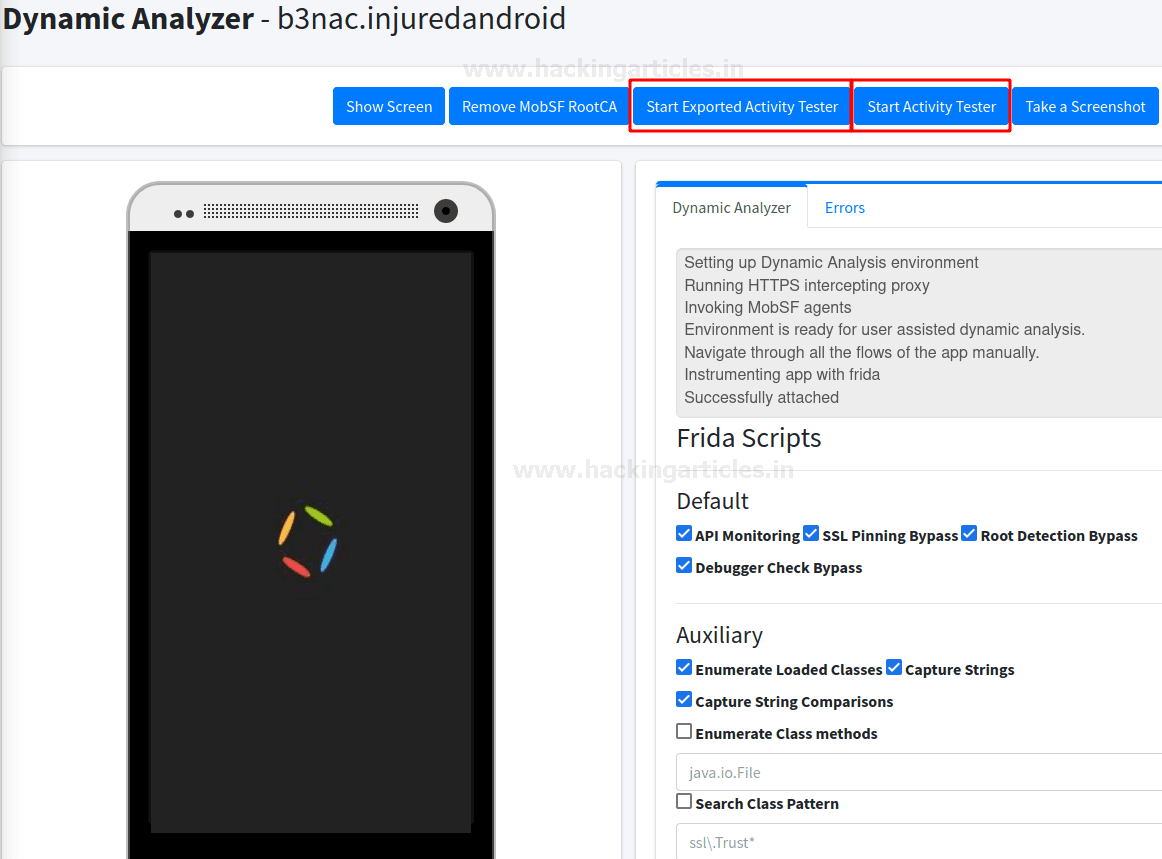 Dynamic Analyzer - b3nac.injuredandroid
www.hackingarticles.in
Show Screen Remove MobSF RootCA Start Exported Activity Tester Start Activity Tester Take a Screenshot
Dynamic Analyzer Errors
Setting up Dynamic Analysis environment
Running HTTPS intercepting proxy
Invoking MobSF agents
Environment is ready for user assisted dynamic analysis.
Navigate through all the flows of the app manually.
Instrumenting app with frida
Successfully attached
Frida Scripts
www.hackingarticles.in
Default
API Monitoring SSL Pinning Bypass Root Detection Bypass
Debugger Check Bypass
Auxiliary
Enumerate Loaded Classes Capture Strings
Capture String Comparisons
Enumerate Class methods
java.io.File
Search Class Pattern
ssl\.Trust*